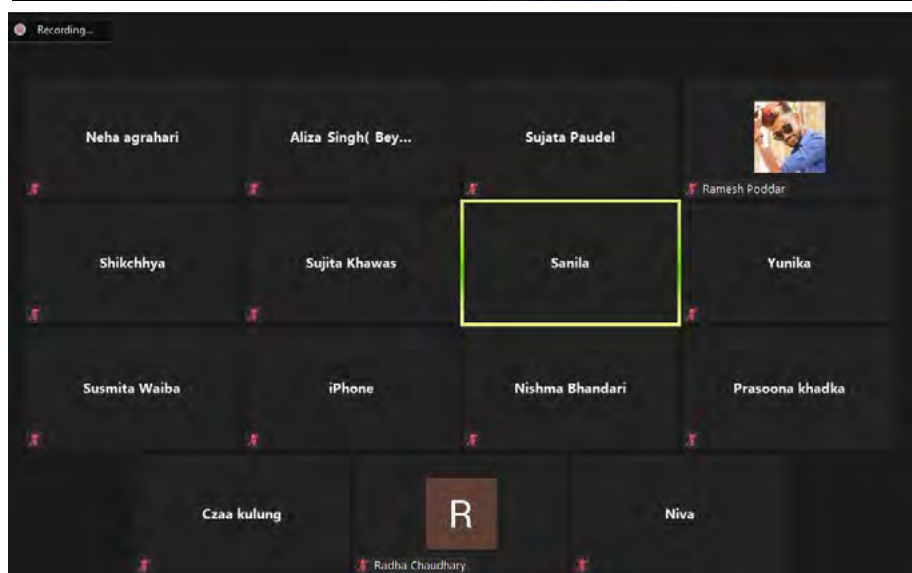 Recording...
Neha agrahari
Aliza Singh( Bey...
Sujata Paudel
Ramesh Poddar
Shikchhya
Sujita Khawas
Sanila
Yunika
Susmita Waiba
iPhone
Nishma Bhandari
Prasoona khadka
Czaa kulung
R
Radha Chaudhary
Niva